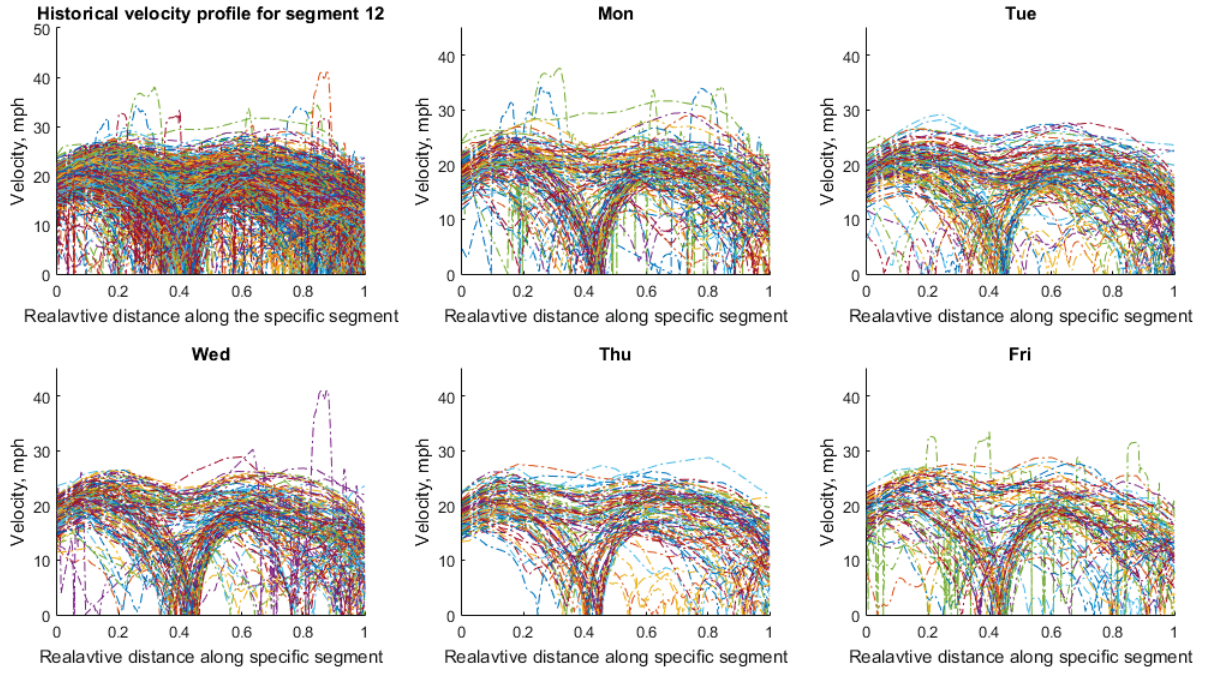 Historical velocity profile for segment 12
50
40
30
20
10
0
Velocity, mph
0 0.2 0.4 0.6 0.8 1
Realavtive distance along the specific segment
Mon
40
30
20
10
0
Velocity, mph
0 0.2 0.4 0.6 0.8 1
Realavtive distance along specific segment
Tue
40
30
20
10
0
Velocity, mph
0 0.2 0.4 0.6 0.8 1
Realavtive distance along specific segment
Wed
40
30
20
10
0
Velocity, mph
0 0.2 0.4 0.6 0.8 1
Realavtive distance along specific segment
Thu
40
30
20
10
0
Velocity, mph
0 0.2 0.4 0.6 0.8 1
Realavtive distance along specific segment
Fri
40
30
20
10
0
Velocity, mph
0 0.2 0.4 0.6 0.8 1
Realavtive distance along specific segment